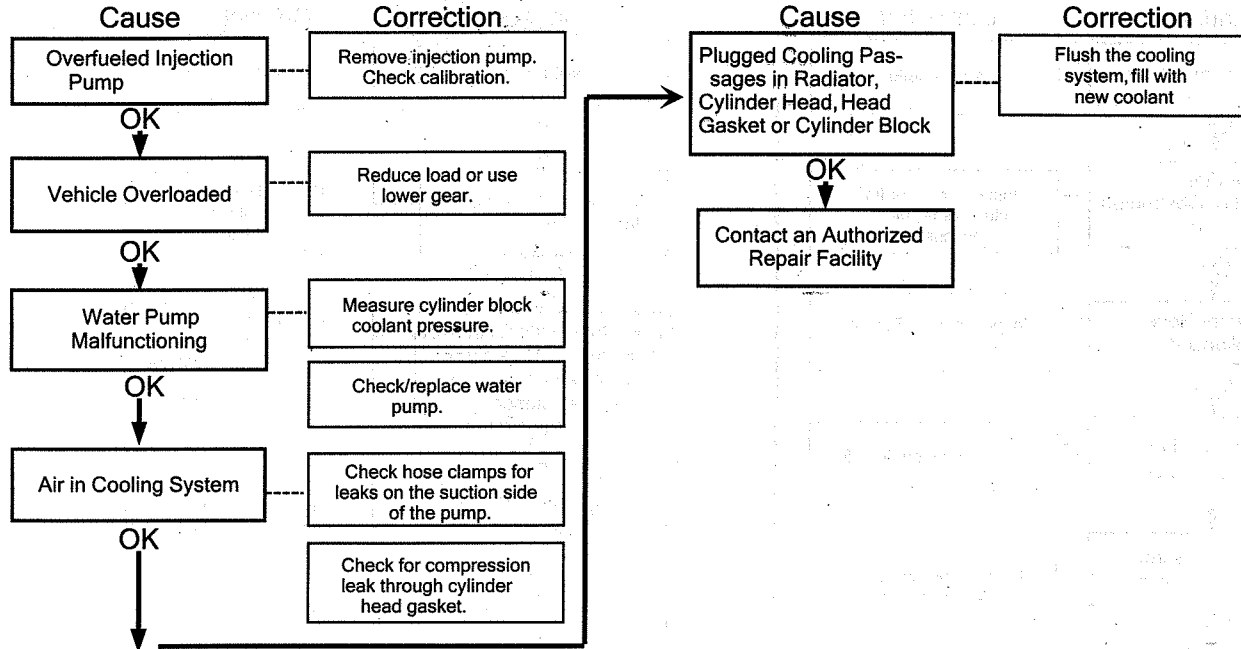 Cause
Correction
Overfueled Injection
Pump
Remove injection pump.
Check calibration.
OK
Vehicle Overloaded
Reduce load or use
lower gear.
OK
Water Pump
Malfunctioning
Measure cylinder block
coolant pressure.
Check/replace water
pump.
OK
Air in Cooling System
Check hose clamps for
leaks on the suction side
of the pump.
Check for compression
leak through cylinder
head gasket.
OK
Cause
Correction
Plugged Cooling Pas-
sages in Radiator,
Cylinder Head, Head
Gasket or Cylinder Block
Flush the cooling
system, fill with
new coolant
OK
Contact an Authorized
Repair Facility